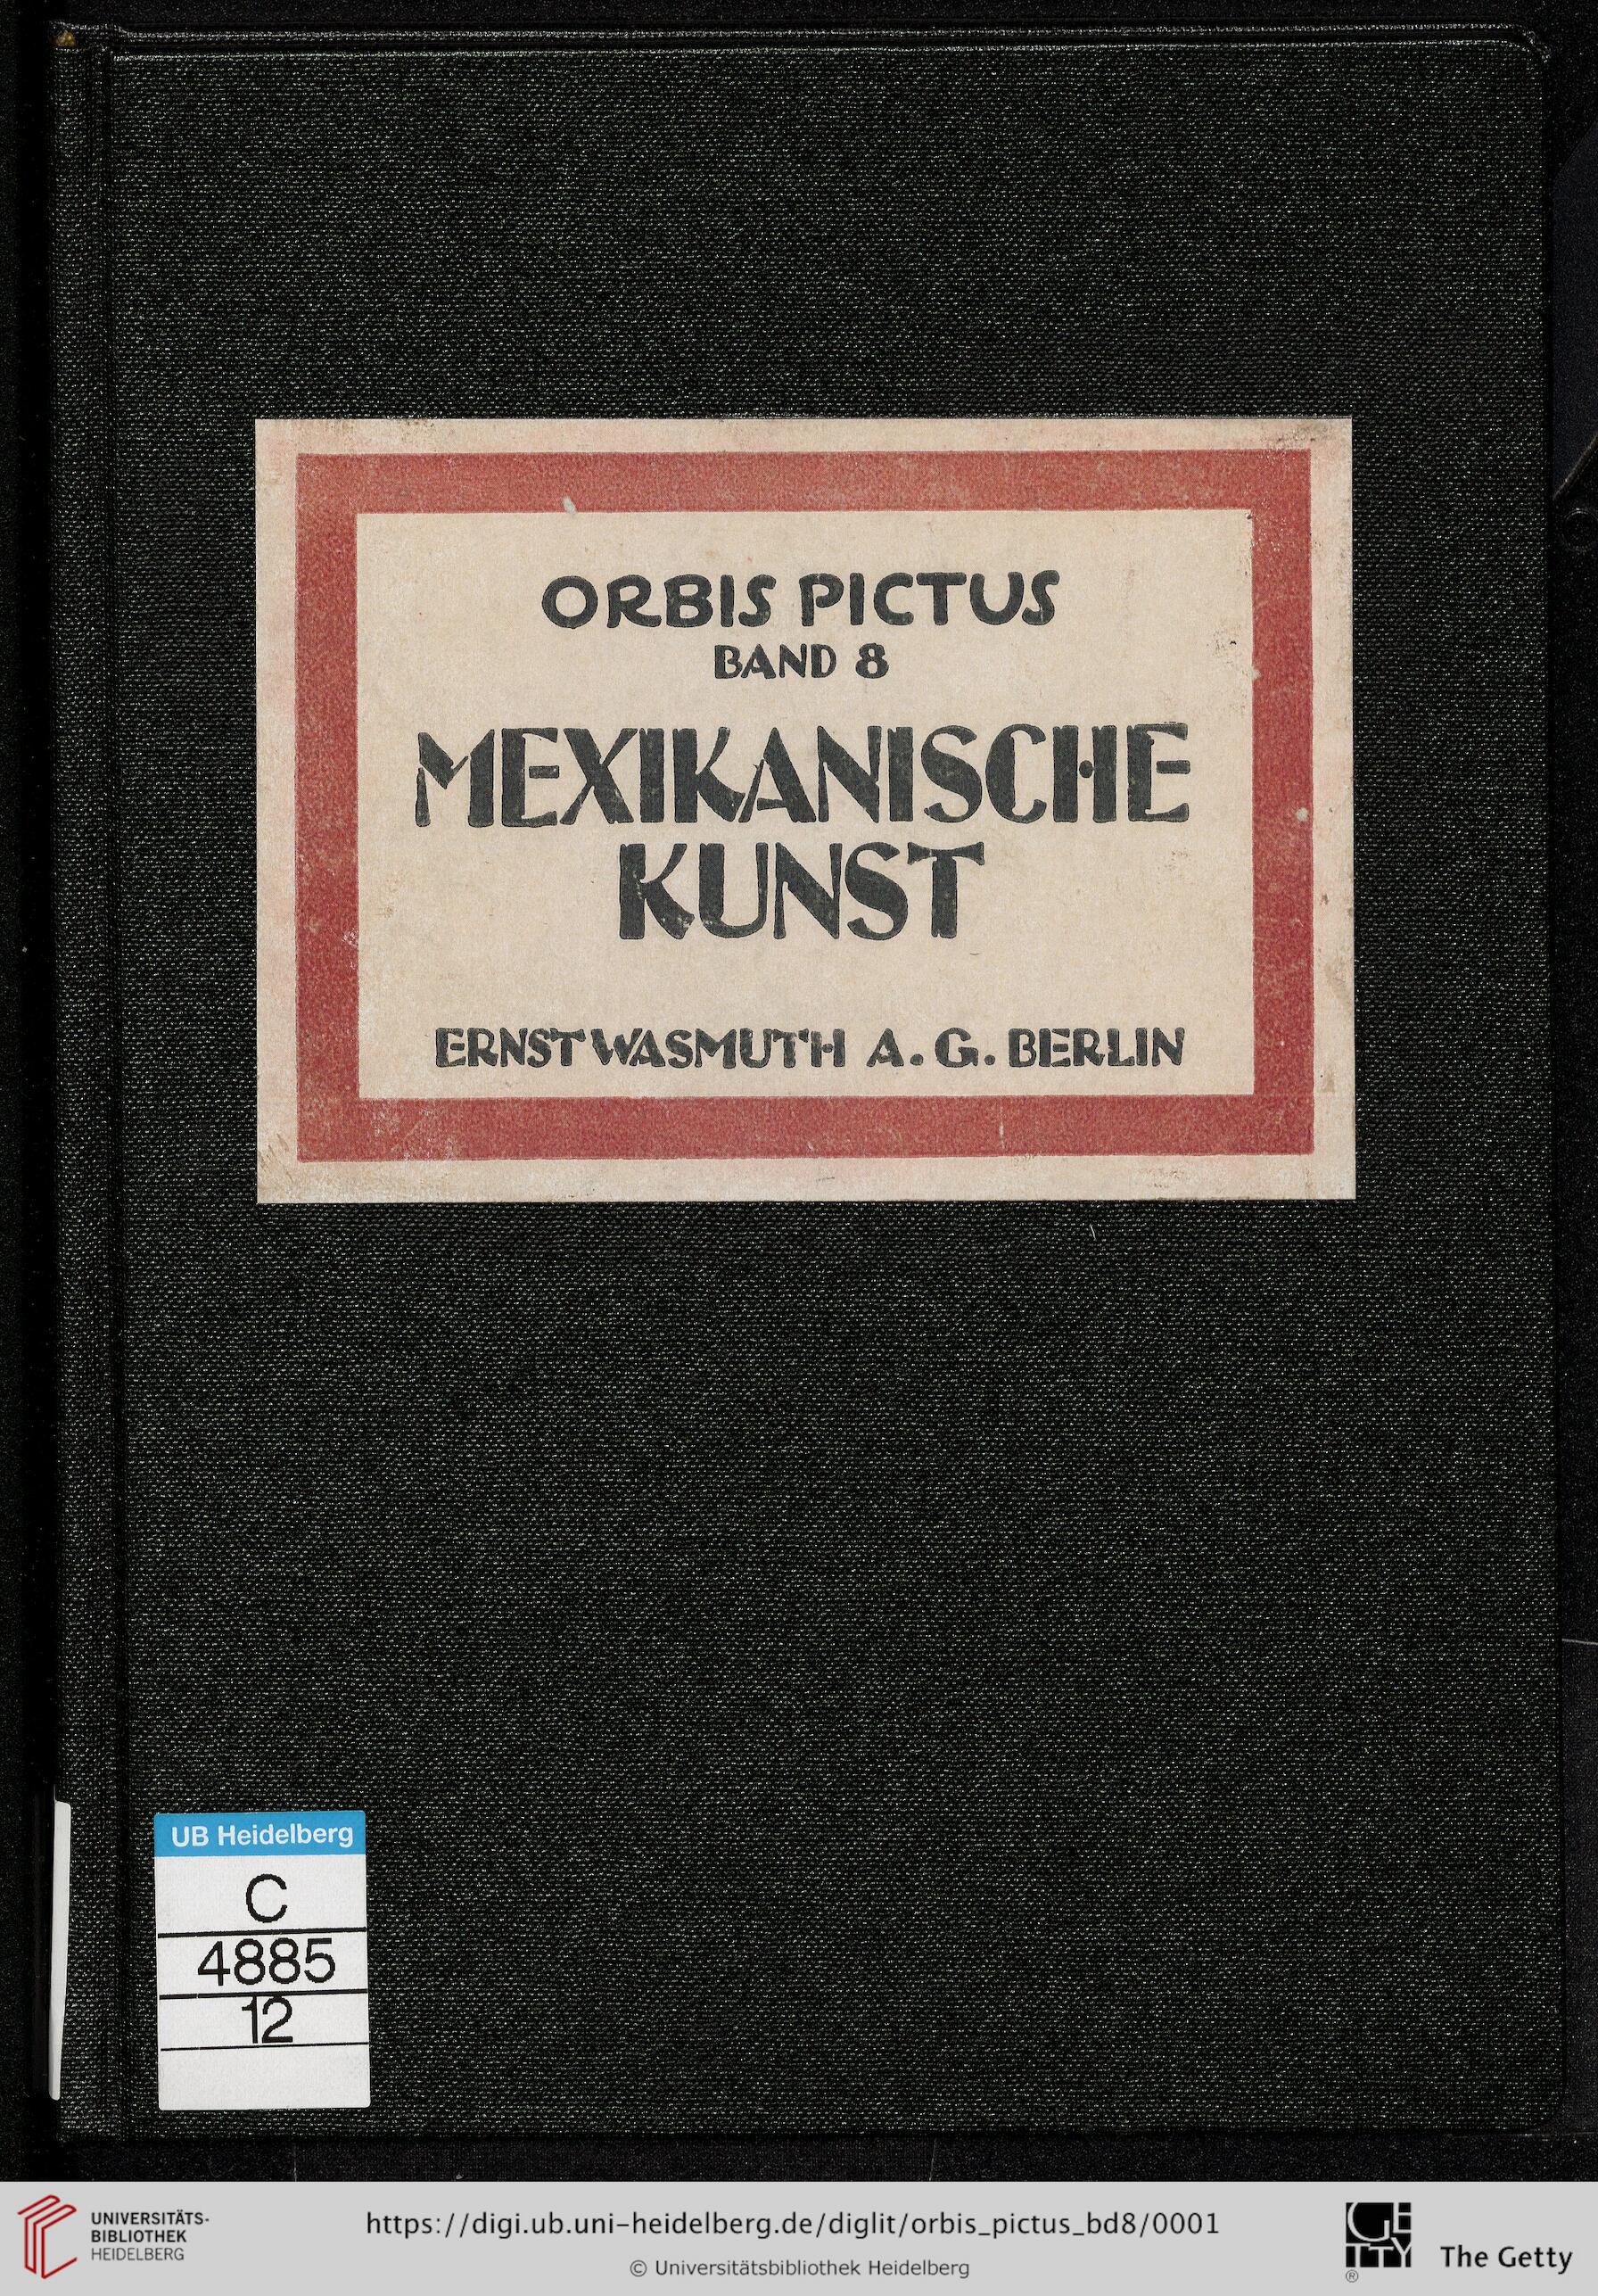 ORBIS PICTUS
BAND 8
MEXIKANISCHE
KUNST
ERNST WASMUTH A. G. BERLIN
UB Heidelberg
C
4885
12
UNIVERSITÄTS-
BIBLIOTHEK
HEIDELBERG
https://digi.ub.uni-heidelberg.de/diglit/orbis_pictus_bd8/0001
© Universitätsbibliothek Heidelberg
GETTY
®
The Getty